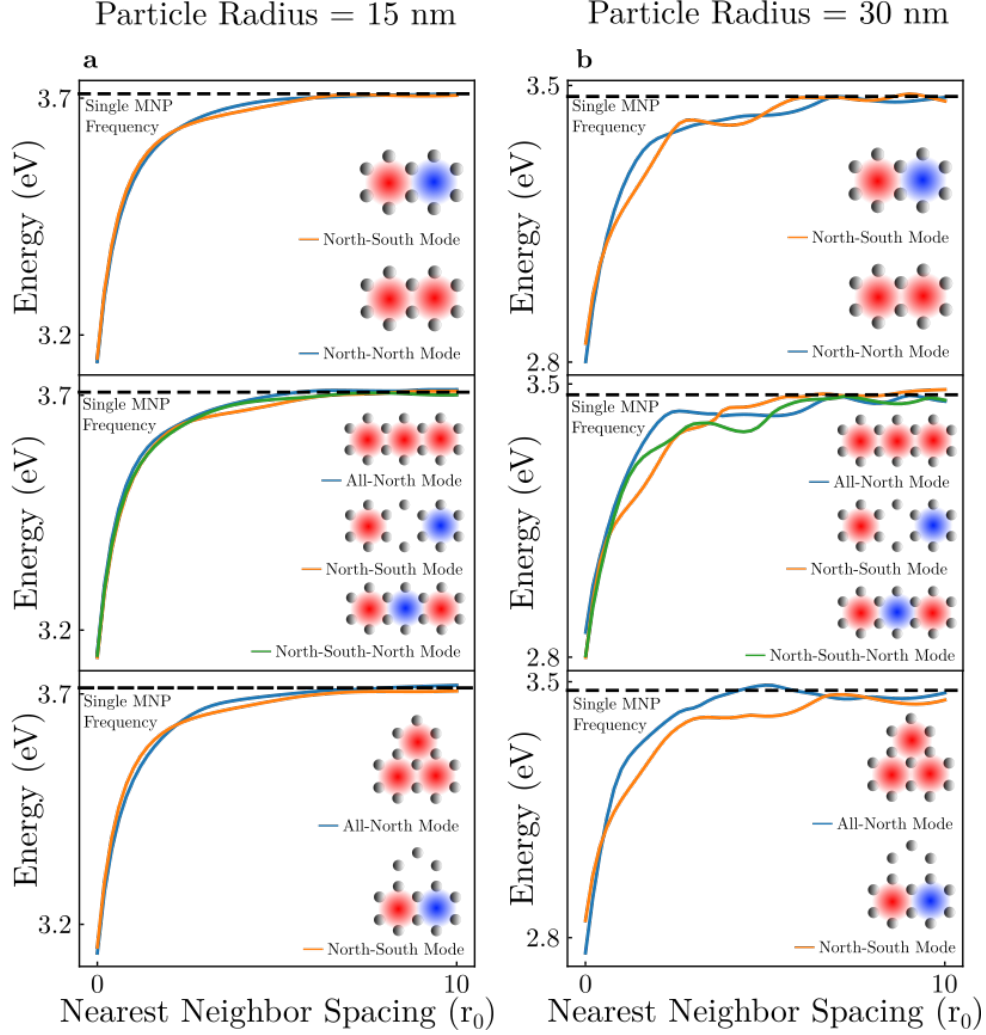 Particle Radius = 15 nm
Particle Radius = 30 nm
a
3.7
Single MNP
Frequency
North-South Mode
North-North Mode
3.2
Energy (eV)
3.7
Single MNP
Frequency
All-North Mode
North-South Mode
North-South-North Mode
3.2
Energy (eV)
3.7
Single MNP
Frequency
All-North Mode
North-South Mode
3.2
Energy (eV)
0
10
Nearest Neighbor Spacing (r₀)
b
3.5
Single MNP
Frequency
North-South Mode
North-North Mode
2.8
Energy (eV)
3.5
Single MNP
Frequency
All-North Mode
North-South Mode
North-South-North Mode
2.8
Energy (eV)
3.5
Single MNP
Frequency
All-North Mode
North-South Mode
2.8
Energy (eV)
0
10
Nearest Neighbor Spacing (r₀)